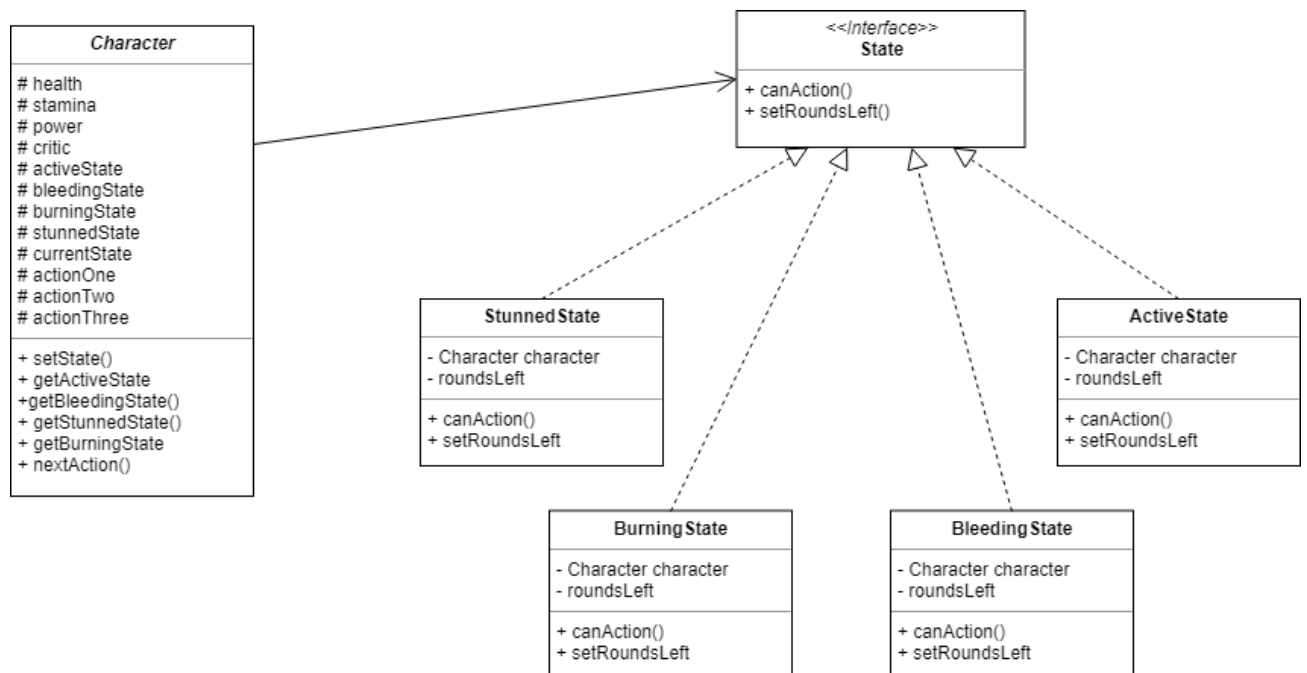 Character
# health
# stamina
# power
# critic
# activeState
# bleedingState
# burningState
# stunnedState
# currentState
# actionOne
# actionTwo
# actionThree
+ setState()
+ getActiveState
+getBleedingState()
+ getStunnedState()
+ getBurningState
+ nextAction()
<<Interface>>
State
+ canAction()
+ setRoundsLeft()
StunnedState
- Character character
- roundsLeft
+ canAction()
+ setRoundsLeft
ActiveState
- Character character
- roundsLeft
+ canAction()
+ setRoundsLeft
BurningState
- Character character
- roundsLeft
+ canAction()
+ setRoundsLeft
BleedingState
- Character character
- roundsLeft
+ canAction()
+ setRoundsLeft